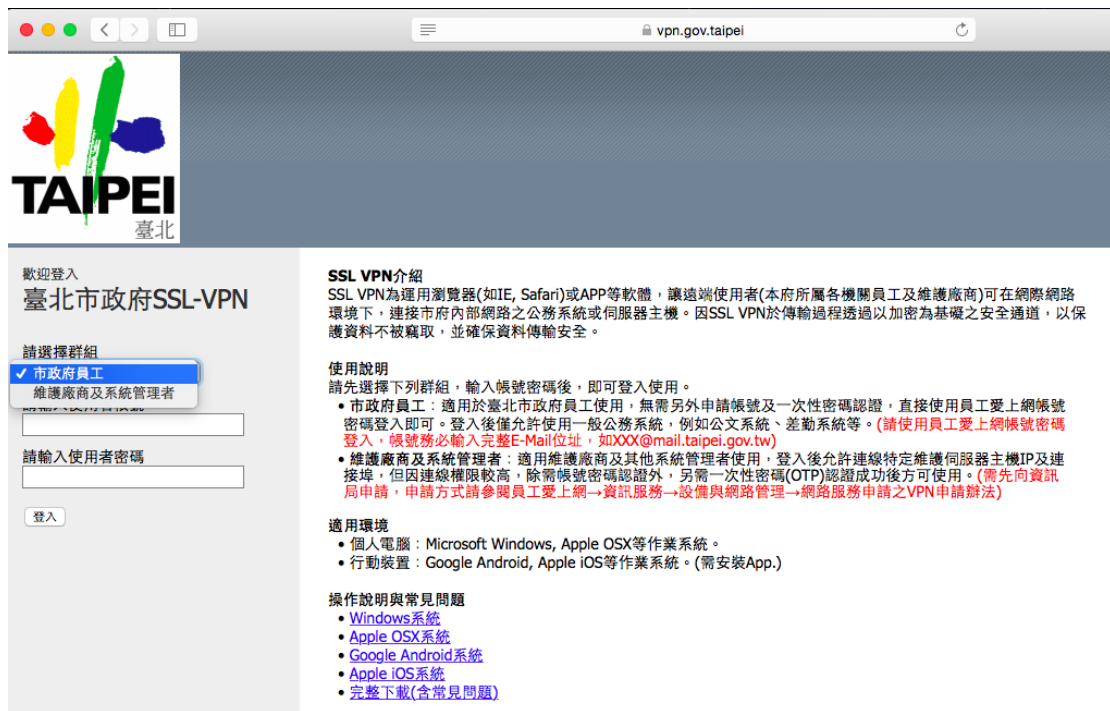 vpn.gov.taipei
TAIPEI
臺北
歡迎登入
臺北市政府SSL-VPN
請選擇群組
✓ 市政府員工
維護廠商及系統管理者
請輸入使用者密碼
登入
SSL VPN介紹
SSL VPN為運用瀏覽器(如IE, Safari)或APP等軟體，讓遠端使用者(本府所屬各機關員工及維護廠商)可在網際網路
環境下，連接市府內部網路之公務系統或伺服器主機。因SSL VPN於傳輸過程透過以加密為基礎之安全通道，以保
護資料不被竊取，並確保資料傳輸安全。
使用說明
請先選擇下列群組，輸入帳號密碼後，即可登入使用。
• 市政府員工：適用於臺北市政府員工使用，無需另外申請帳號及一次性密碼認證，直接使用員工愛上網帳號
密碼登入即可。登入後僅允許使用一般公務系統，例如公文系統、差勤系統等。(請使用員工愛上網帳號密碼
登入，帳號務必輸入完整E-Mail位址，如XXX@mail.taipei.gov.tw)
• 維護廠商及系統管理者：適用維護廠商及其他系統管理者使用，登入後允許連線特定維護伺服器主機IP及連
接埠，但因連線權限較高，除需帳號密碼認證外，另需一次性密碼(OTP)認證成功後方可使用。(需先向資訊
局申請，申請方式請參閱員工愛上網→資訊服務→設備與網路管理→網路服務申請之VPN申請辦法)
適用環境
• 個人電腦：Microsoft Windows, Apple OSX等作業系統。
• 行動裝置：Google Android, Apple iOS等作業系統。(需安裝App.)
操作說明與常見問題
• Windows系統
• Apple OSX系統
• Google Android系統
• Apple iOS系統
• 完整下載(含常見問題)